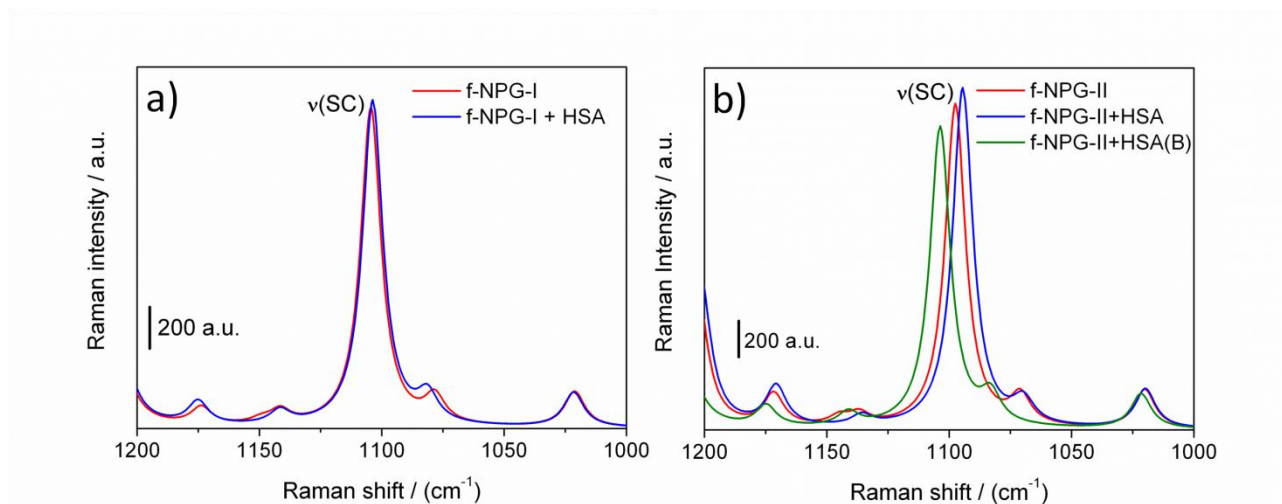 a)
ν(SC)
f-NPG-I
f-NPG-I + HSA
200 a.u.
Raman intensity / a.u.
1200
1150
1100
1050
1000
Raman shift / (cm⁻¹)
b)
ν(SC)
f-NPG-II
f-NPG-II+HSA
f-NPG-II+HSA(B)
200 a.u.
Raman Intensity / a.u.
1200
1150
1100
1050
1000
Raman shift / (cm⁻¹)